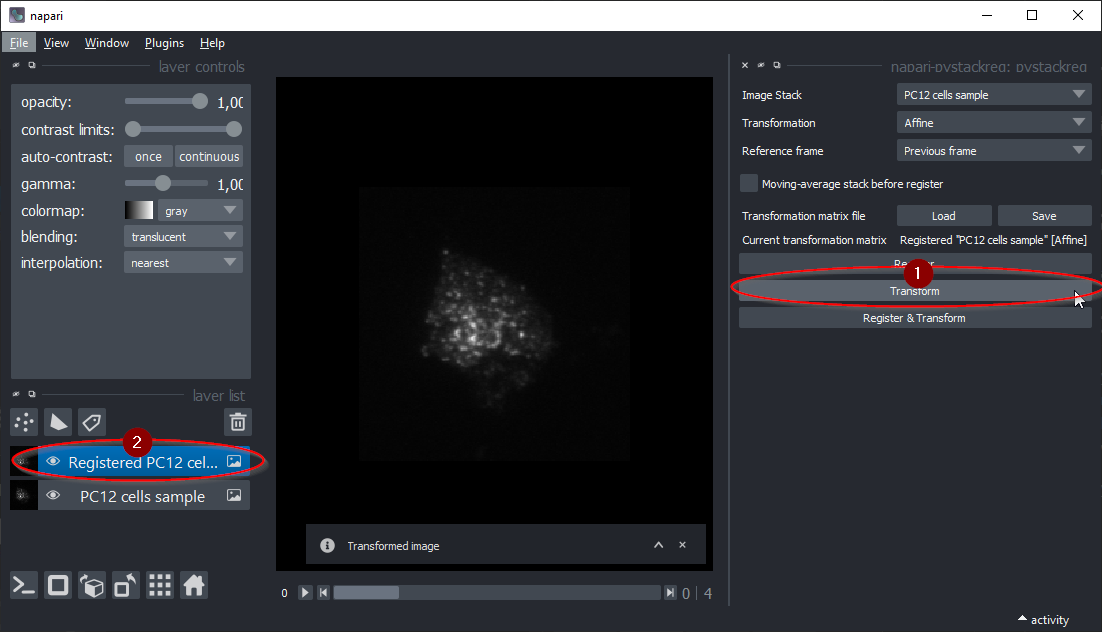 napari
File View Window Plugins Help
layer controls
opacity: 1,00
contrast limits:
auto-contrast: once continuous
gamma: 1,00
colormap: gray
blending: translucent
interpolation: nearest
layer list
2
Registered PC12 cel...
PC12 cells sample
Transformed image
0 0 4
napari-pystackreg: pystackreg
Image Stack PC12 cells sample
Transformation Affine
Reference frame Previous frame
Moving-average stack before register
Transformation matrix file Load Save
Current transformation matrix Registered "PC12 cells sample" [Affine]
Register
1
Transform
Register & Transform
activity